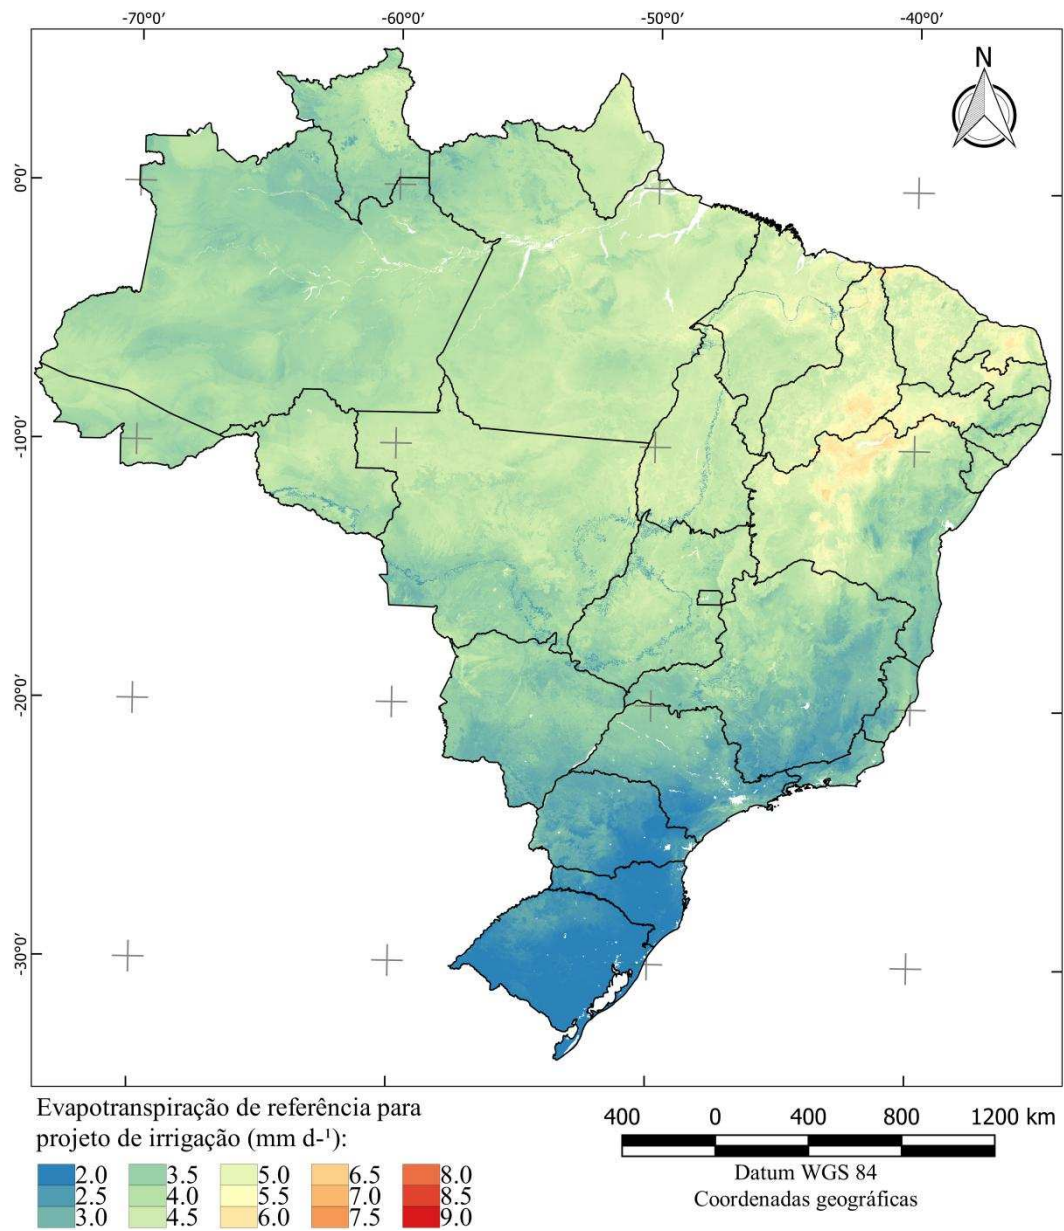 -70°0′ -60°0′ -50°0′ -40°0′
N
0°0′
-10°0′
-20°0′
-30°0′
Evapotranspiração de referência para
projeto de irrigação (mm d-¹):
2.0 3.5 5.0 6.5 8.0
2.5 4.0 5.5 7.0 8.5
3.0 4.5 6.0 7.5 9.0
400 0 400 800 1200 km
Datum WGS 84
Coordenadas geográficas